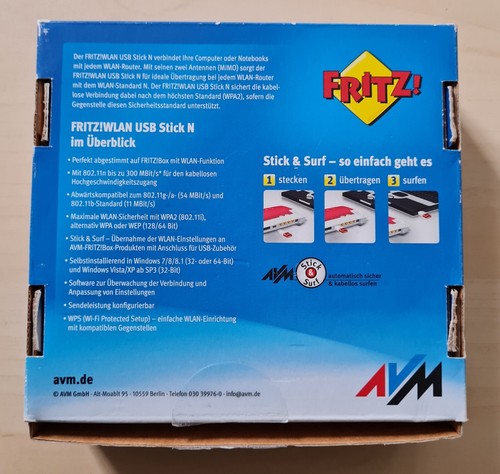 Der FRITZ!WLAN USB Stick N verbindet Ihre Computer oder Notebooks
mit jedem WLAN-Router. Mit seinen zwei Antennen (MIMO) sorgt der
FRITZ!WLAN USB Stick N für ideale Übertragung bei jedem WLAN-Router
mit dem WLAN-Standard N. Der FRITZ!WLAN USB Stick N sichert die kabel-
lose Verbindung dabei nach dem höchsten Standard (WPA2), sofern die
Gegenstelle diesen Sicherheitsstandard unterstützt.
FRITZ!
FRITZ!WLAN USB Stick N
im Überblick
• Perfekt abgestimmt auf FRITZ!Box mit WLAN-Funktion
• Mit 802.11n bis zu 300 MBit/s* für den kabellosen
Hochgeschwindigkeitszugang
• Abwärtskompatibel zum 802.11g-/a- (54 MBit/s) und
802.11b-Standard (11 MBit/s)
• Maximale WLAN-Sicherheit mit WPA2 (802.11i),
alternativ WPA oder WEP (128/64 Bit)
• Stick & Surf – Übernahme der WLAN-Einstellungen an
AVM-FRITZ!Box-Produkten mit Anschluss für USB-Zubehör
• Selbstinstallierend in Windows 7/8/8.1 (32- oder 64-Bit)
und Windows Vista/XP ab SP3 (32-Bit)
• Software zur Überwachung der Verbindung und
Anpassung von Einstellungen
• Sendeleistung konfigurierbar
• WPS (Wi-Fi Protected Setup) – einfache WLAN-Einrichtung
mit kompatiblen Gegenstellen
Stick & Surf – so einfach geht es
1 stecken
2 übertragen
3 surfen
AVM
Stick & Surf
automatisch sicher
& kabellos surfen
avm.de
© AVM GmbH · Alt-Moabit 95 · 10559 Berlin · Telefon 030 39976-0 · info@avm.de
AVM